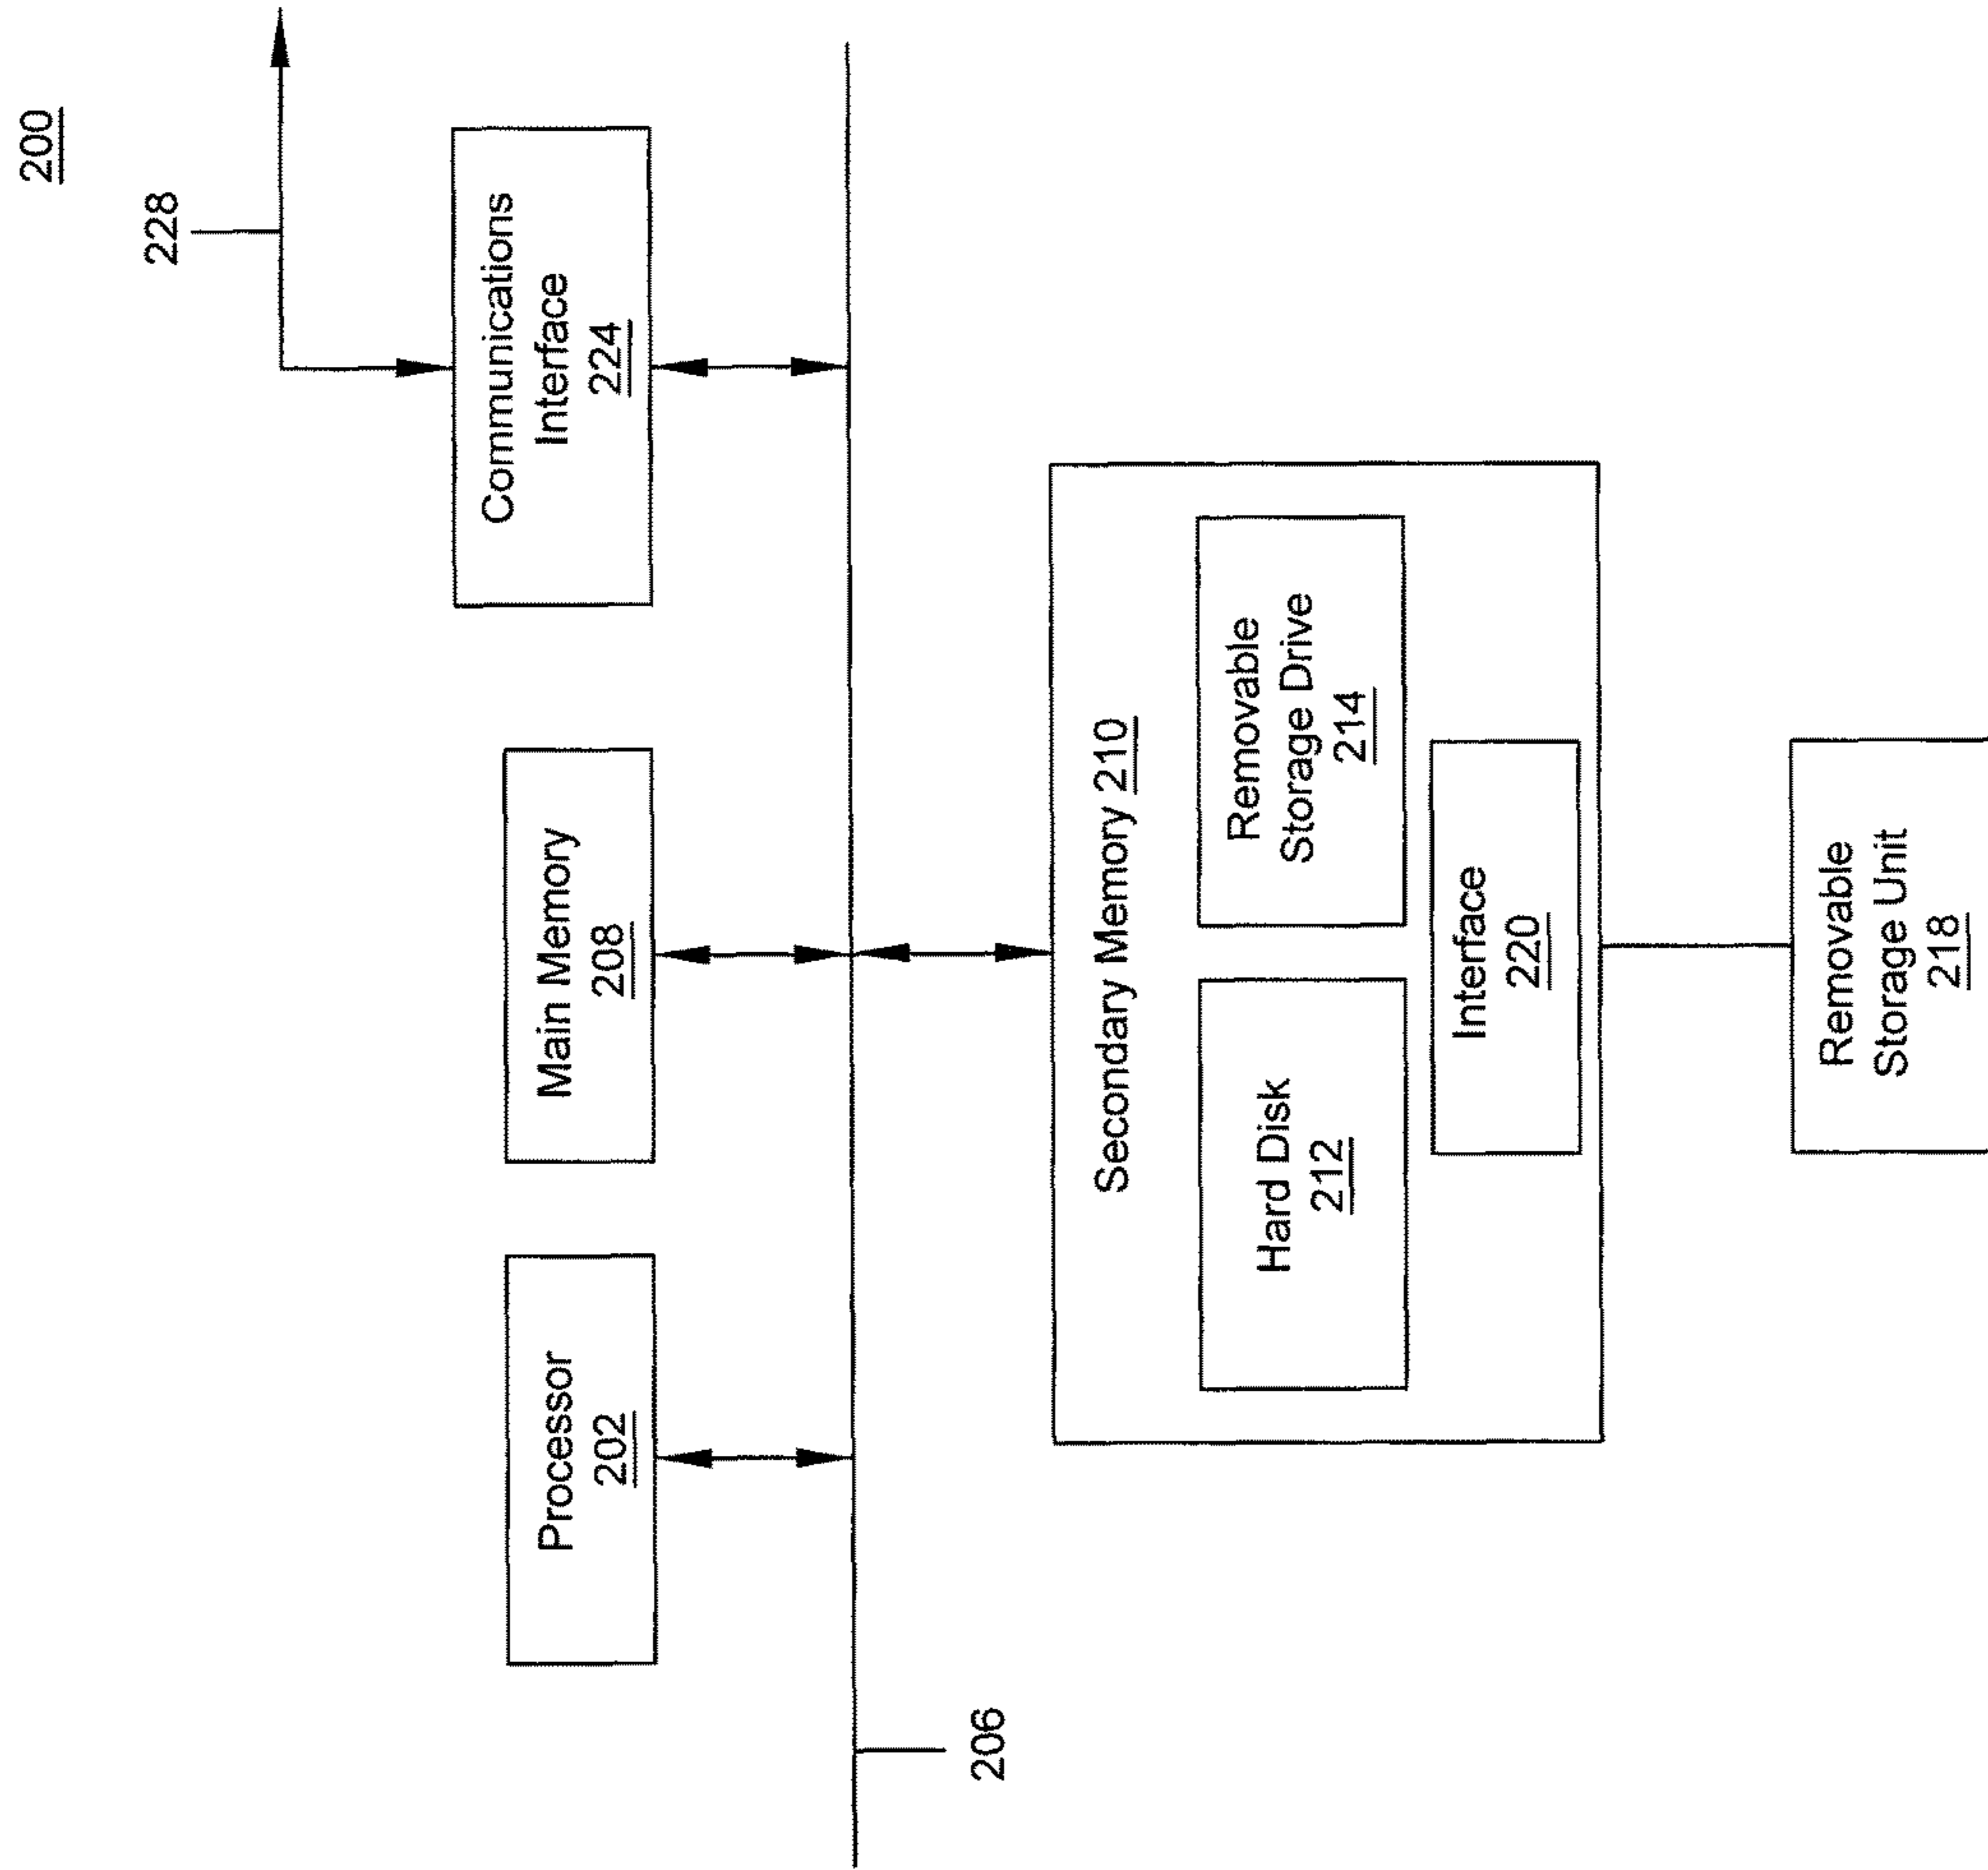 200
228
Communications
Interface
224
Main Memory
208
Processor
202
206
Secondary Memory 210
Removable
Storage Drive
214
Hard Disk
212
Interface
220
Removable
Storage Unit
218